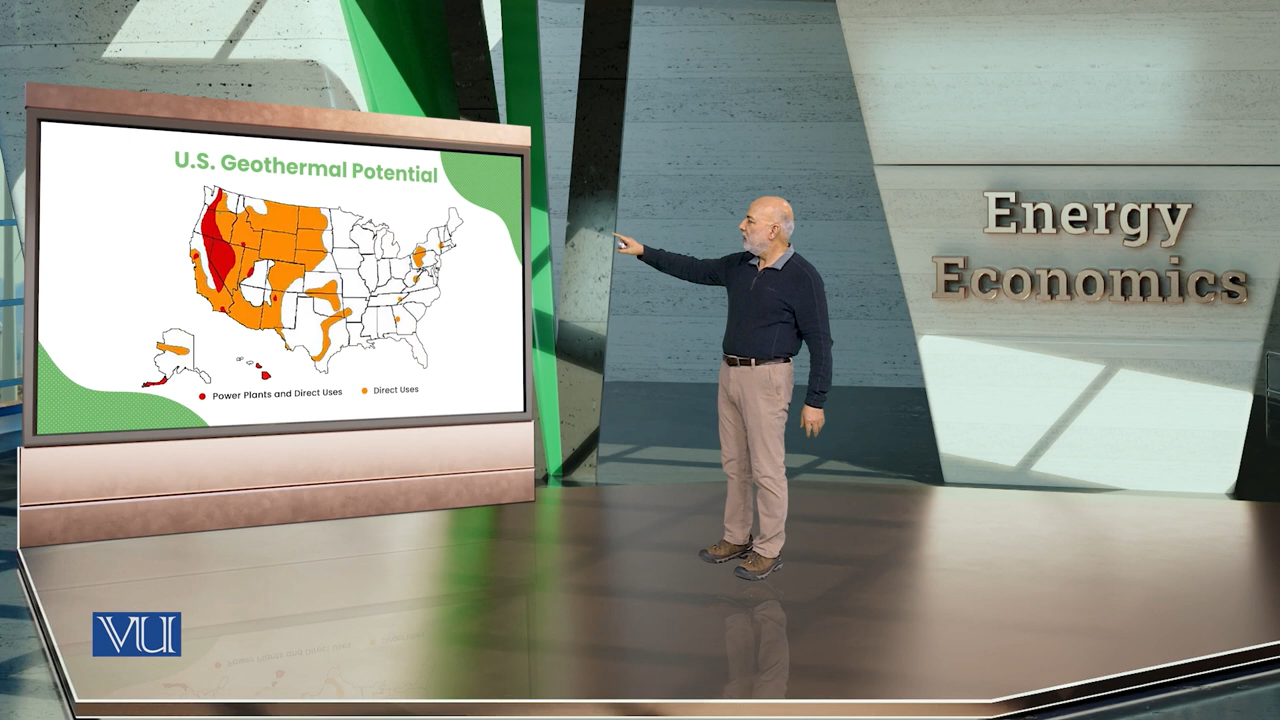 U.S. Geothermal Potential
Power Plants and Direct Uses
Direct Uses
Energy
Economics
VU